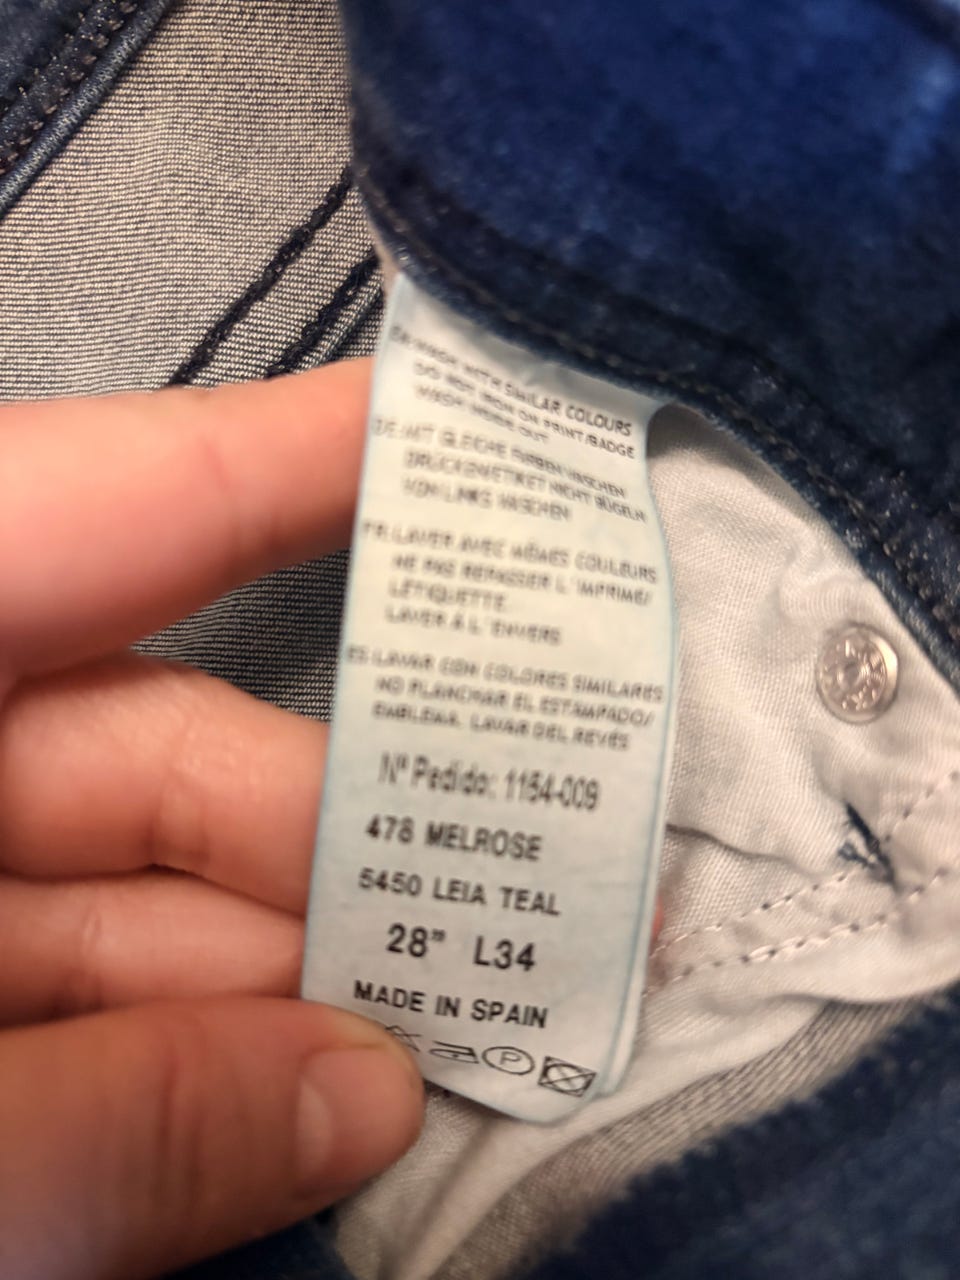 EN:WASH WITH SIMILAR COLOURS
DO NOT IRON ON PRINT/BADGE
WASH INSIDE OUT
DE:MIT GLEICHE FARBEN WASCHEN
DRUCK/ETIKET NICHT BÜGELN
VON LINKS WASCHEN
FR:LAVER AVEC MÊMES COULEURS
NE PAS REPASSER L'IMPRIMÉ/
L'ETIQUETTE.
LAVER À L'ENVERS
ES:LAVAR CON COLORES SIMILARES
NO PLANCHAR EL ESTAMPADO/
EMBLEMA. LAVAR DEL REVÉS
Nº Pedido: 1154-009
478 MELROSE
5450 LEIA TEAL
28" L34
MADE IN SPAIN
P